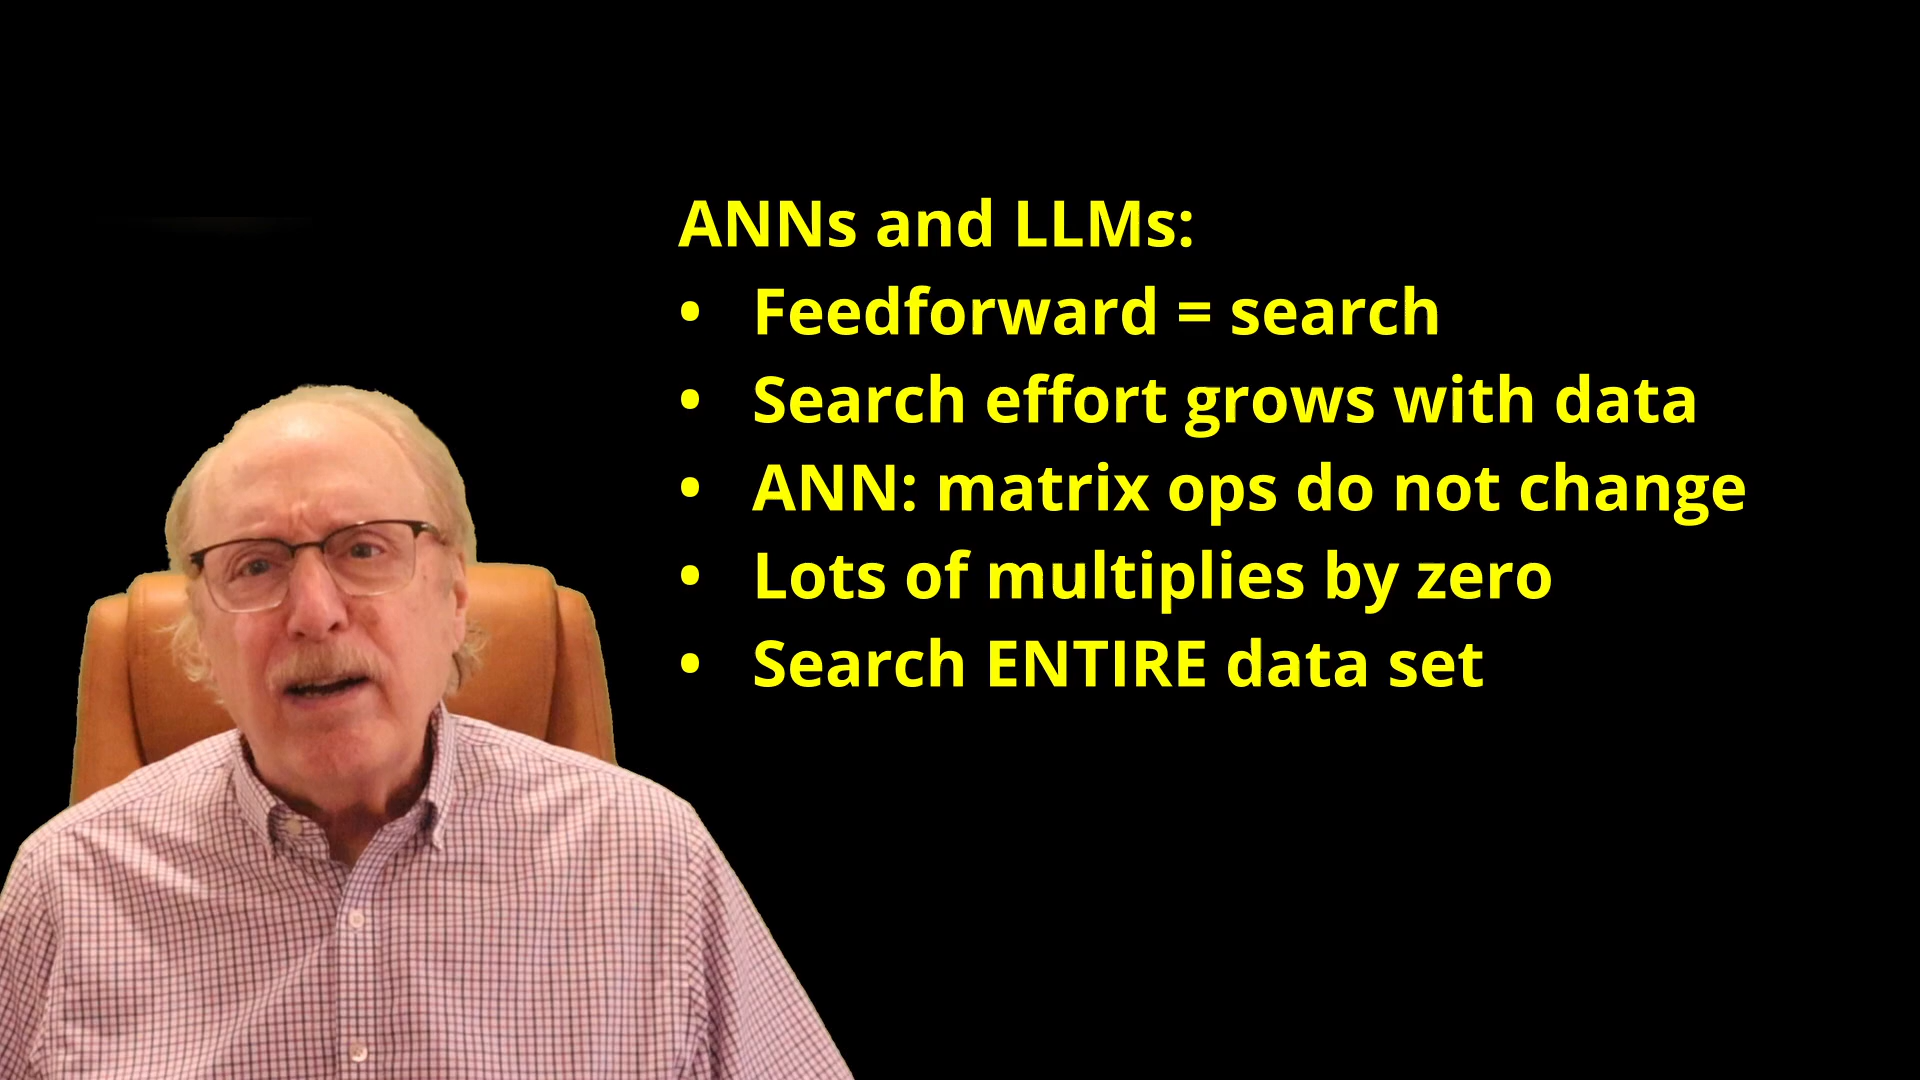 ANNs and LLMs:
• Feedforward = search
• Search effort grows with data
• ANN: matrix ops do not change
• Lots of multiplies by zero
• Search ENTIRE data set